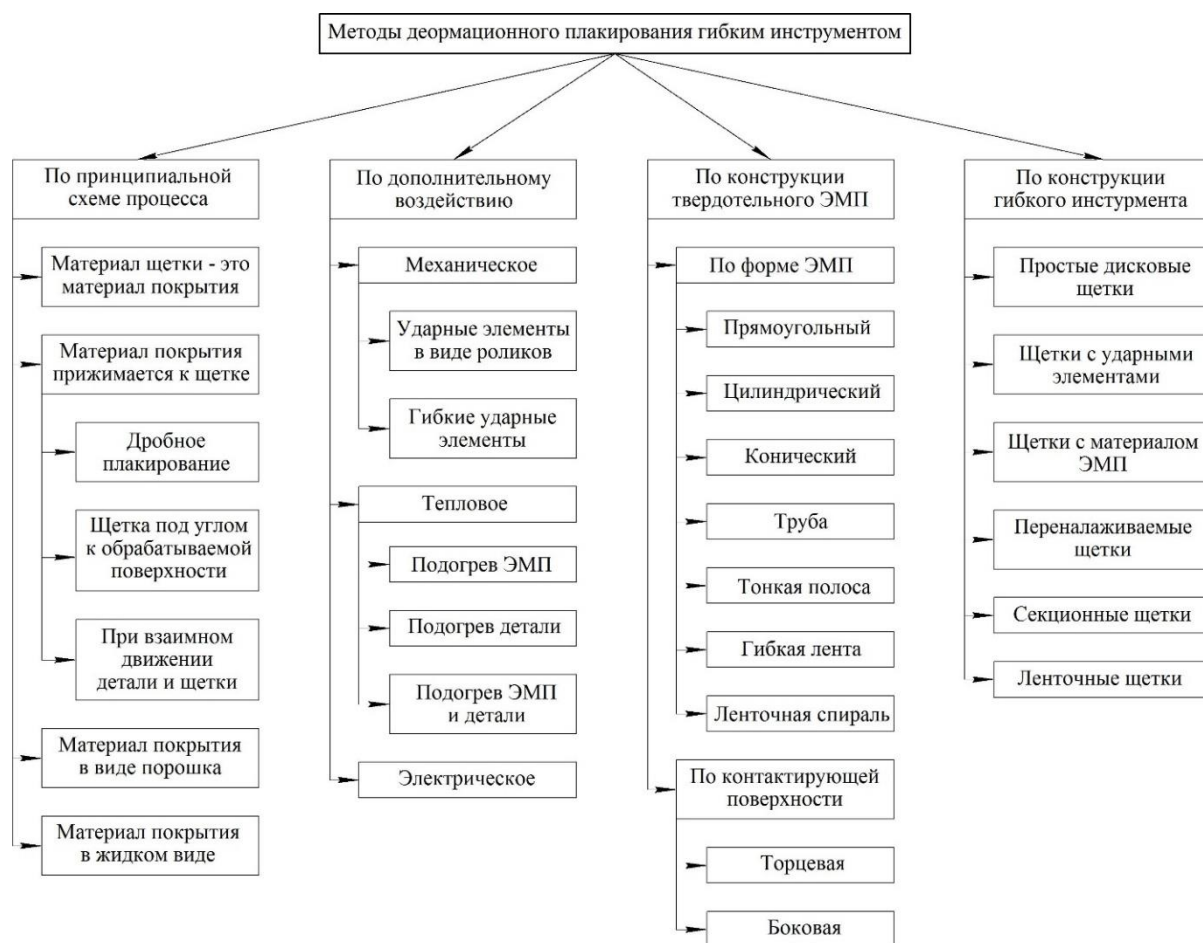 Методы деормационного плакирования гибким инструментом
По принципиальной
схеме процесса
Материал щетки - это
материал покрытия
Материал покрытия
прижимается к щетке
Дробное
плакирование
Щетка под углом
к обрабатываемой
поверхности
При взаимном
движении
детали и щетки
Материал покрытия
в виде порошка
Материал покрытия
в жидком виде
По дополнительному
воздействию
Механическое
Ударные элементы
в виде роликов
Гибкие ударные
элементы
Тепловое
Подогрев ЭМП
Подогрев детали
Подогрев ЭМП
и детали
Электрическое
По конструкции
твердотельного ЭМП
По форме ЭМП
Прямоугольный
Цилиндрический
Конический
Труба
Тонкая полоса
Гибкая лента
Ленточная спираль
По контактирующей
поверхности
Торцевая
Боковая
По конструкции
гибкого инстурмента
Простые дисковые
щетки
Щетки с ударными
элементами
Щетки с материалом
ЭМП
Переналаживаемые
щетки
Секционные щетки
Ленточные щетки